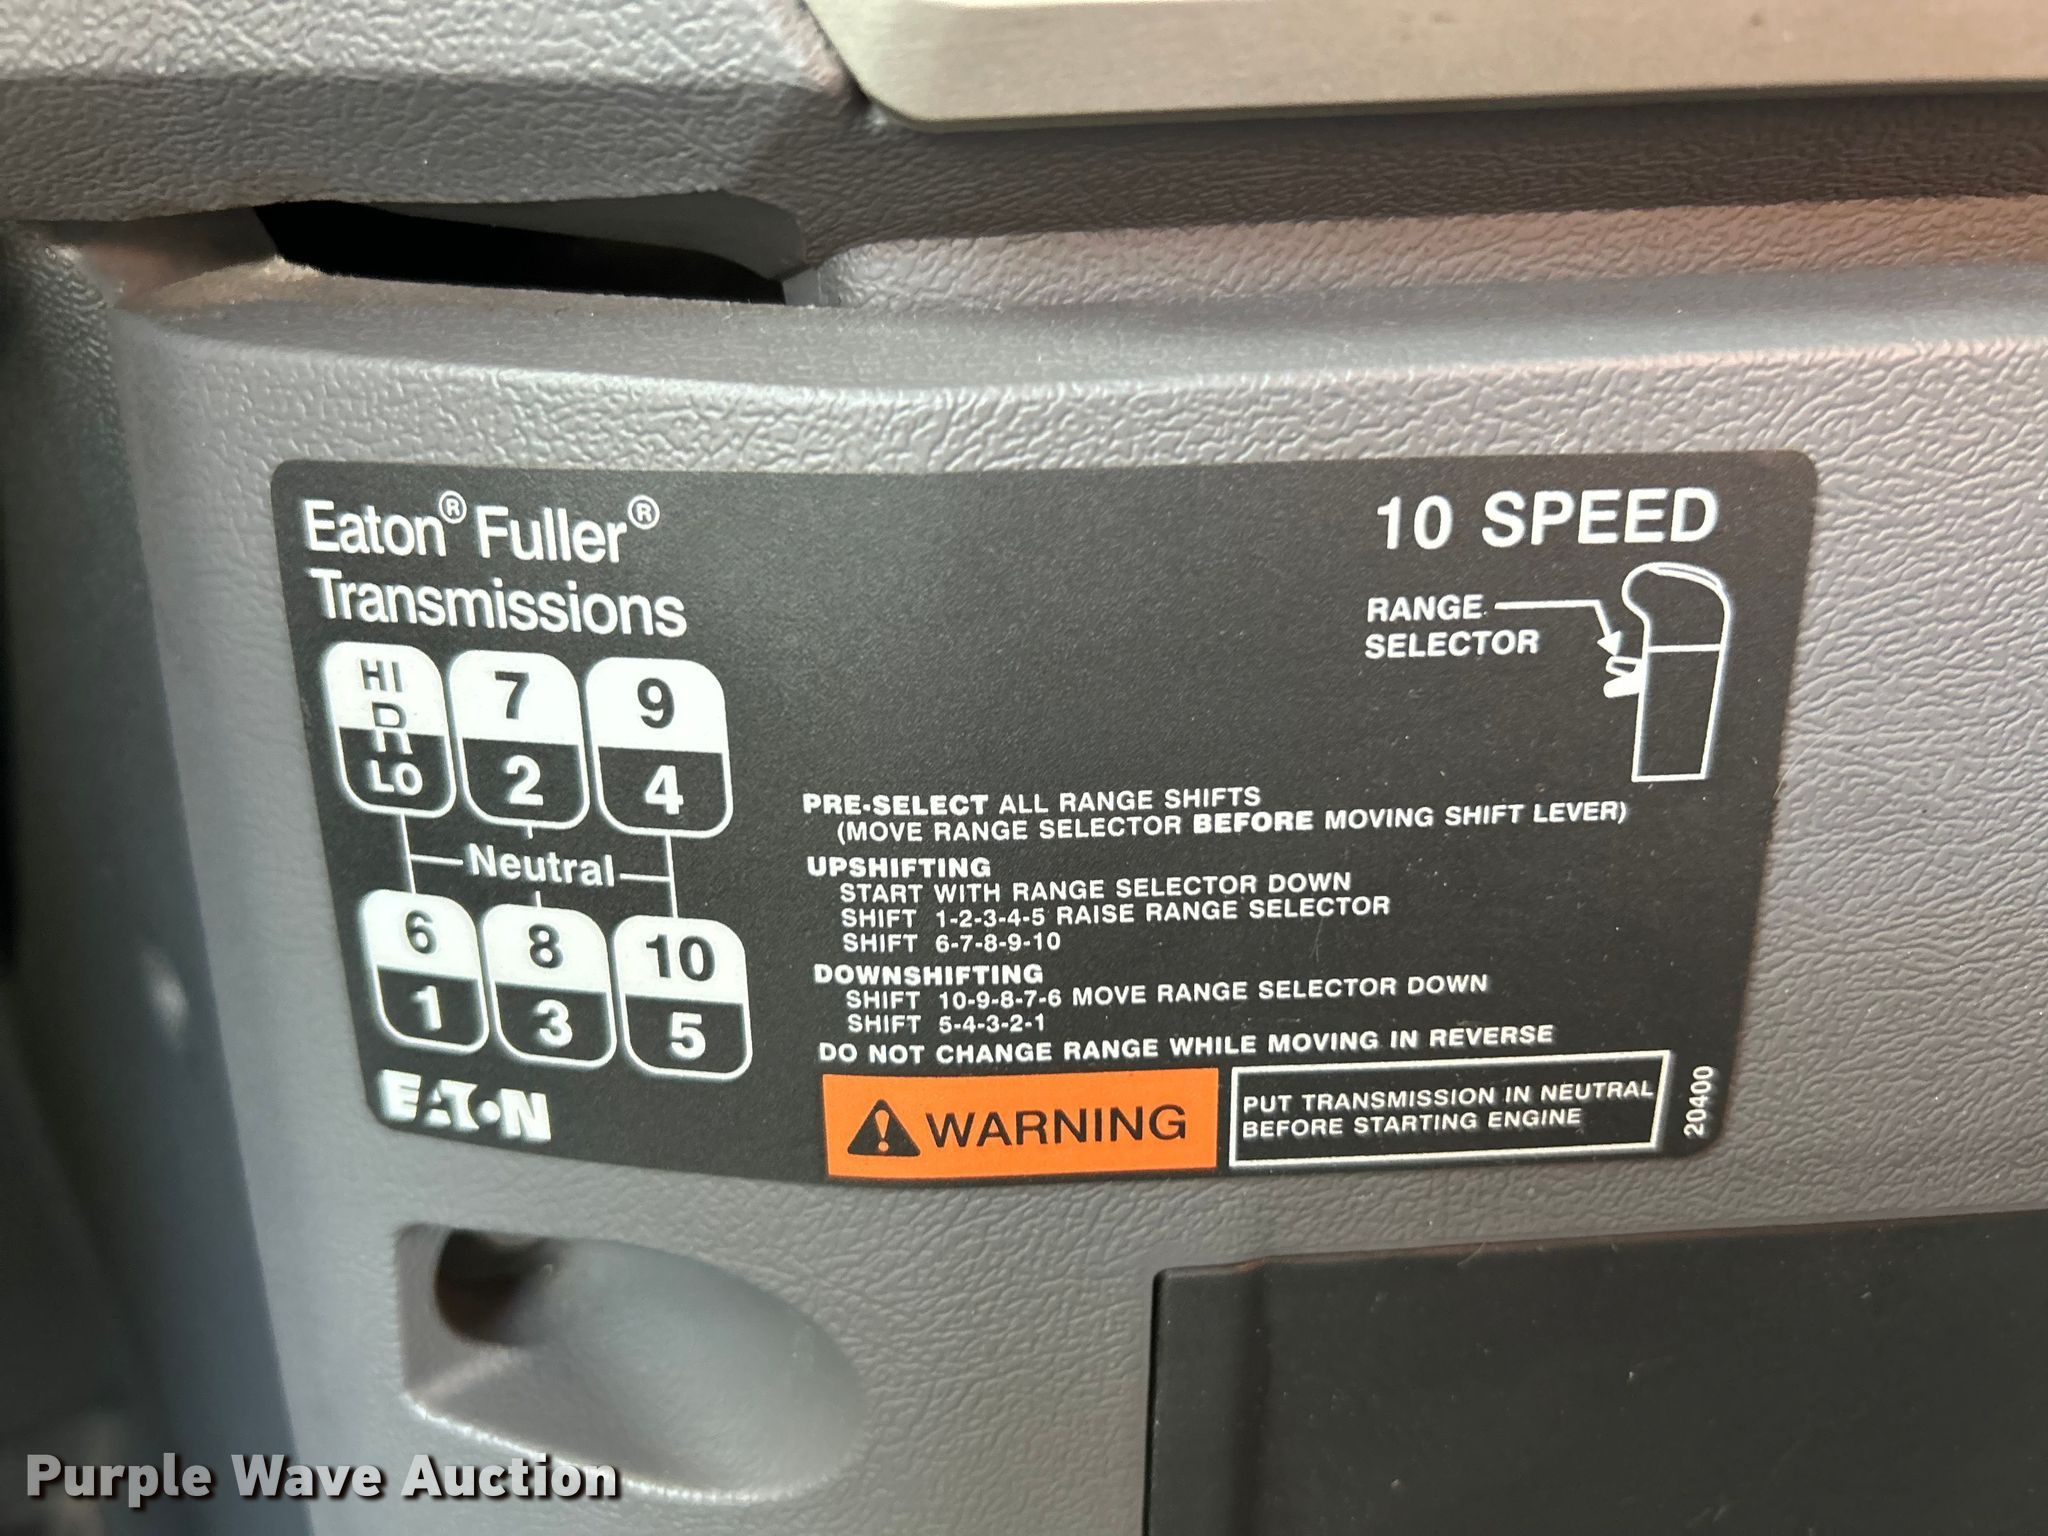 Eaton® Fuller®
Transmissions
10 SPEED
RANGE
SELECTOR
HI
R
LO
7
2
9
4
Neutral
6
1
8
3
10
5
EATON
PRE-SELECT ALL RANGE SHIFTS
(MOVE RANGE SELECTOR BEFORE MOVING SHIFT LEVER)
UPSHIFTING
START WITH RANGE SELECTOR DOWN
SHIFT 1-2-3-4-5 RAISE RANGE SELECTOR
SHIFT 6-7-8-9-10
DOWNSHIFTING
SHIFT 10-9-8-7-6 MOVE RANGE SELECTOR DOWN
SHIFT 5-4-3-2-1
DO NOT CHANGE RANGE WHILE MOVING IN REVERSE
WARNING
PUT TRANSMISSION IN NEUTRAL
BEFORE STARTING ENGINE
20400
Purple Wave Auction